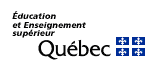 Éducation
et Enseignement
supérieur
Québec